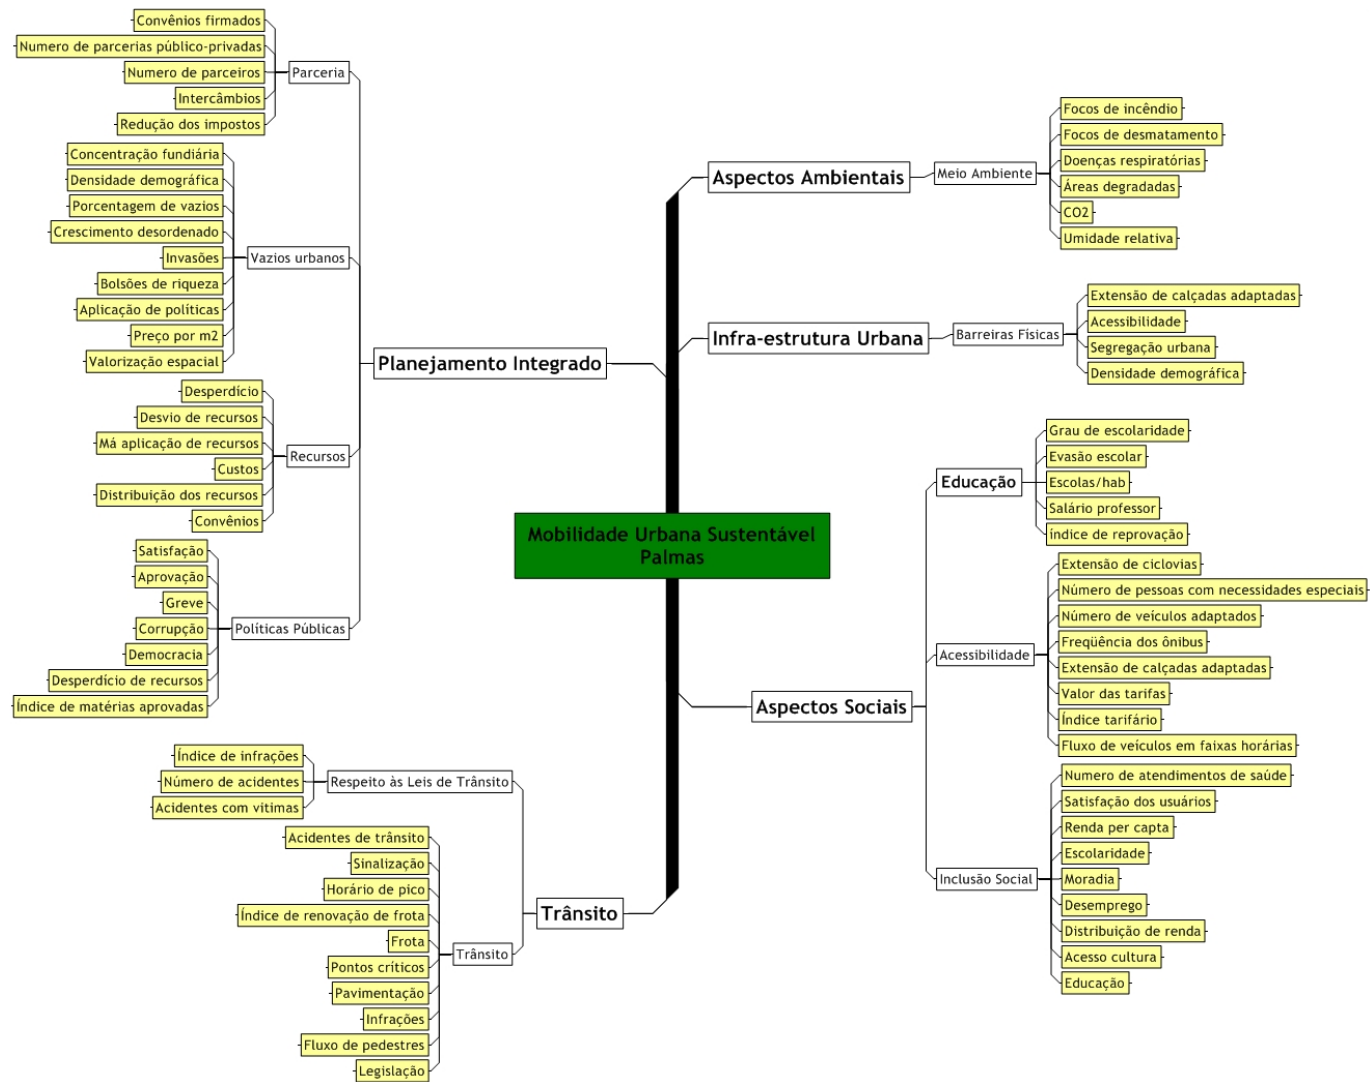 Mobilidade Urbana Sustentável
Palmas
Planejamento Integrado
Parceria
Convênios firmados
Numero de parcerias público-privadas
Numero de parceiros
Intercâmbios
Redução dos impostos
Vazios urbanos
Concentração fundiária
Densidade demográfica
Porcentagem de vazios
Crescimento desordenado
Invasões
Bolsões de riqueza
Aplicação de políticas
Preço por m2
Valorização espacial
Recursos
Desperdício
Desvio de recursos
Má aplicação de recursos
Custos
Distribuição dos recursos
Convênios
Políticas Públicas
Satisfação
Aprovação
Greve
Corrupção
Democracia
Desperdício de recursos
Índice de matérias aprovadas
Trânsito
Respeito às Leis de Trânsito
Índice de infrações
Número de acidentes
Acidentes com vitimas
Trânsito
Acidentes de trânsito
Sinalização
Horário de pico
Índice de renovação de frota
Frota
Pontos críticos
Pavimentação
Infrações
Fluxo de pedestres
Legislação
Aspectos Ambientais
Meio Ambiente
Focos de incêndio
Focos de desmatamento
Doenças respiratórias
Áreas degradadas
CO2
Umidade relativa
Infra-estrutura Urbana
Barreiras Físicas
Extensão de calçadas adaptadas
Acessibilidade
Segregação urbana
Densidade demográfica
Aspectos Sociais
Educação
Grau de escolaridade
Evasão escolar
Escolas/hab
Salário professor
índice de reprovação
Acessibilidade
Extensão de ciclovias
Número de pessoas com necessidades especiais
Número de veículos adaptados
Freqüência dos ônibus
Extensão de calçadas adaptadas
Valor das tarifas
Índice tarifário
Fluxo de veículos em faixas horárias
Inclusão Social
Numero de atendimentos de saúde
Satisfação dos usuários
Renda per capta
Escolaridade
Moradia
Desemprego
Distribuição de renda
Acesso cultura
Educação